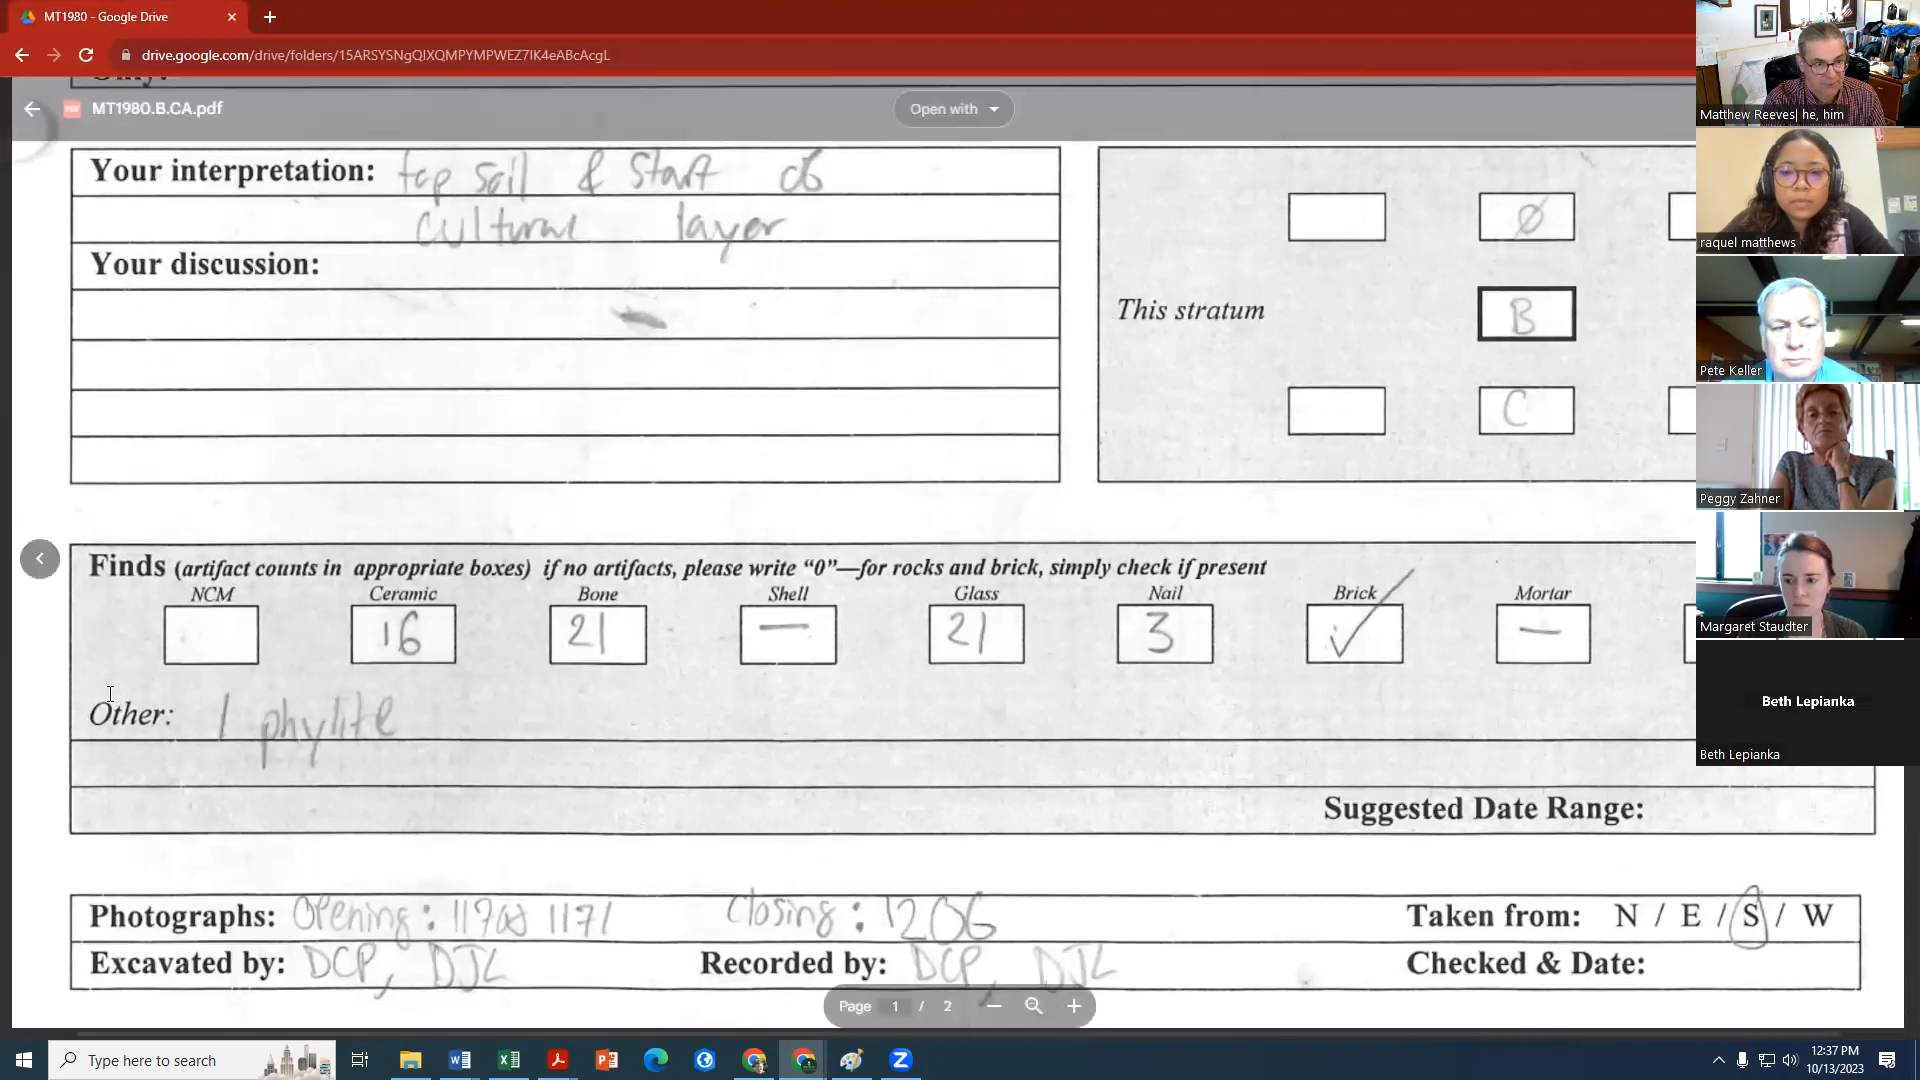 MT1980 - Google Drive
drive.google.com/drive/folders/15ARSYSNgQIXQMPYMPWEZ7IK4eABcAcgL
Only:
MT1980.B.CA.pdf
Open with
Your interpretation: top soil & start of
cultural layer
Your discussion:
Ø
This stratum B
C
Finds (artifact counts in appropriate boxes) if no artifacts, please write “0”—for rocks and brick, simply check if present
NCM Ceramic Bone Shell Glass Nail Brick Mortar
16 21 — 21 3 ✓ —
Other: 1 phylite
Suggested Date Range:
Photographs: Opening: 1171 Closing: 1206 Taken from: N / E / S / W
Excavated by: DCP, DJL Recorded by: DCP, DJL Checked & Date:
Page 1 / 2
Matthew Reeves| he, him
raquel matthews
Pete Keller
Peggy Zahner
Margaret Staudter
Beth Lepianka
Beth Lepianka
Type here to search
12:37 PM
10/13/2023